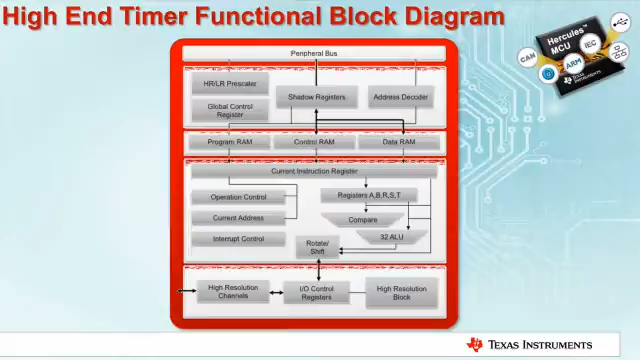 High End Timer Functional Block Diagram
Hercules™
MCU
CAN
ARM
IEC
TEXAS INSTRUMENTS
Peripheral Bus
HR/LR Prescaler
Global Control
Register
Shadow Registers
Address Decoder
Program RAM
Control RAM
Data RAM
Current Instruction Register
Operation Control
Current Address
Interrupt Control
Registers A,B,R,S,T
Compare
32 ALU
Rotate/
Shift
High Resolution
Channels
I/O Control
Registers
High Resolution
Block
TEXAS INSTRUMENTS